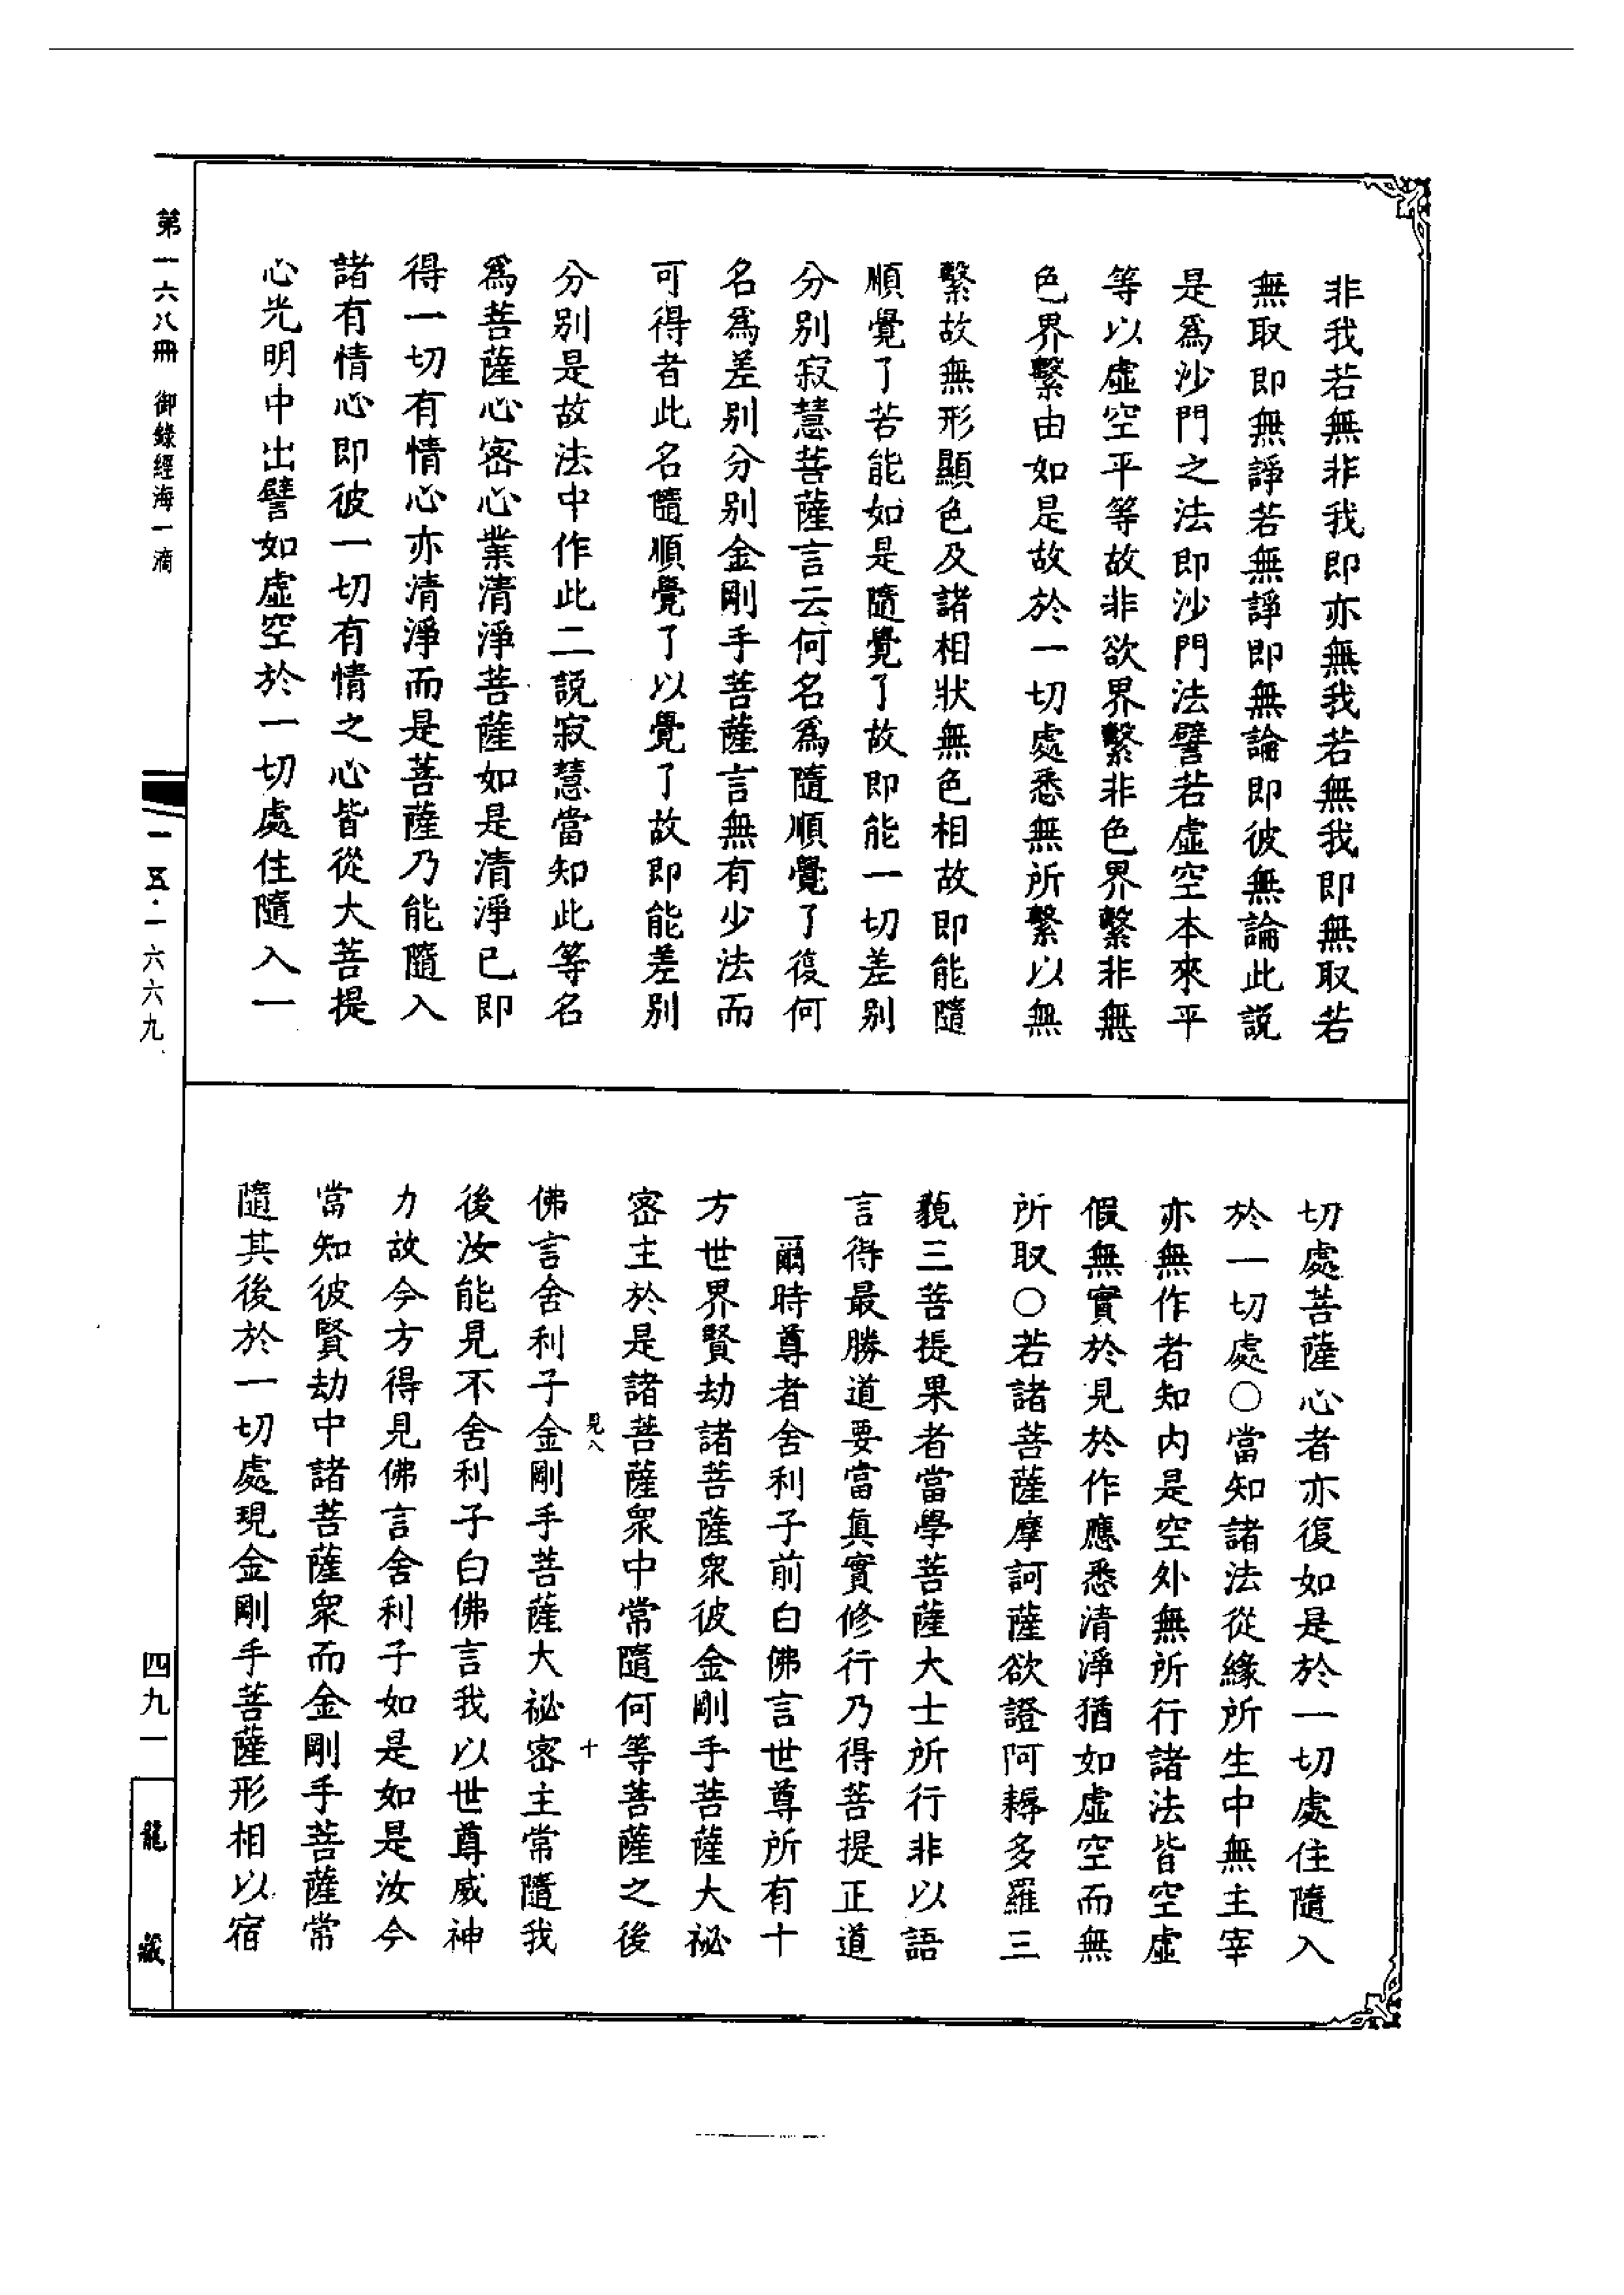 非我若無非我即亦無我若無我即無取若
無取即無諍若無諍即無論即彼無論此説
是爲沙門之法即沙門法譬若虛空本來平
等以虛空平等故非欲界繫非色界繫非無
色界繫由如是故於一切處悉無所繫以無
繫故無形顯色及諸相狀無色相故即能隨
順覺了若能如是隨覺了故即能一切差別
分別寂慧菩薩言云何名爲隨順覺了復何
名爲差別分別金剛手菩薩言無有少法而
可得者此名隨順覺了以覺了故即能差別
分別是故法中作此二説寂慧當知此等名
爲菩薩心密心業清淨菩薩如是清淨已即
得一切有情心亦清淨而是菩薩乃能隨入
諸有情心即彼一切有情之心皆從大菩提
心光明中出譬如虛空於一切處住隨入一
切處菩薩心者亦復如是於一切處住隨入
於一切處〇當知諸法從緣所生中無主宰
亦無作者知內是空外無所行諸法皆空虛
假無實於見於作應悉清淨猶如虛空而無
所取〇若諸菩薩摩訶薩欲證阿耨多羅三
藐三菩提果者當學菩薩大士所行非以語
言得最勝道要當真實修行乃得菩提正道
爾時尊者舍利子前白佛言世尊所有十
方世界賢劫諸菩薩衆彼金剛手菩薩大祕
密主於是諸菩薩衆中常隨何等菩薩之後
見八
十
佛言舍利子金剛手菩薩大祕密主常隨我
後汝能見不舍利子白佛言我以世尊威神
力故今方得見佛言舍利子如是如是汝今
當知彼賢劫中諸菩薩衆而金剛手菩薩常
隨其後於一切處現金剛手菩薩形相以宿
第一六八冊 御錄經海一滴
一五·一六六九
四九一
龍藏